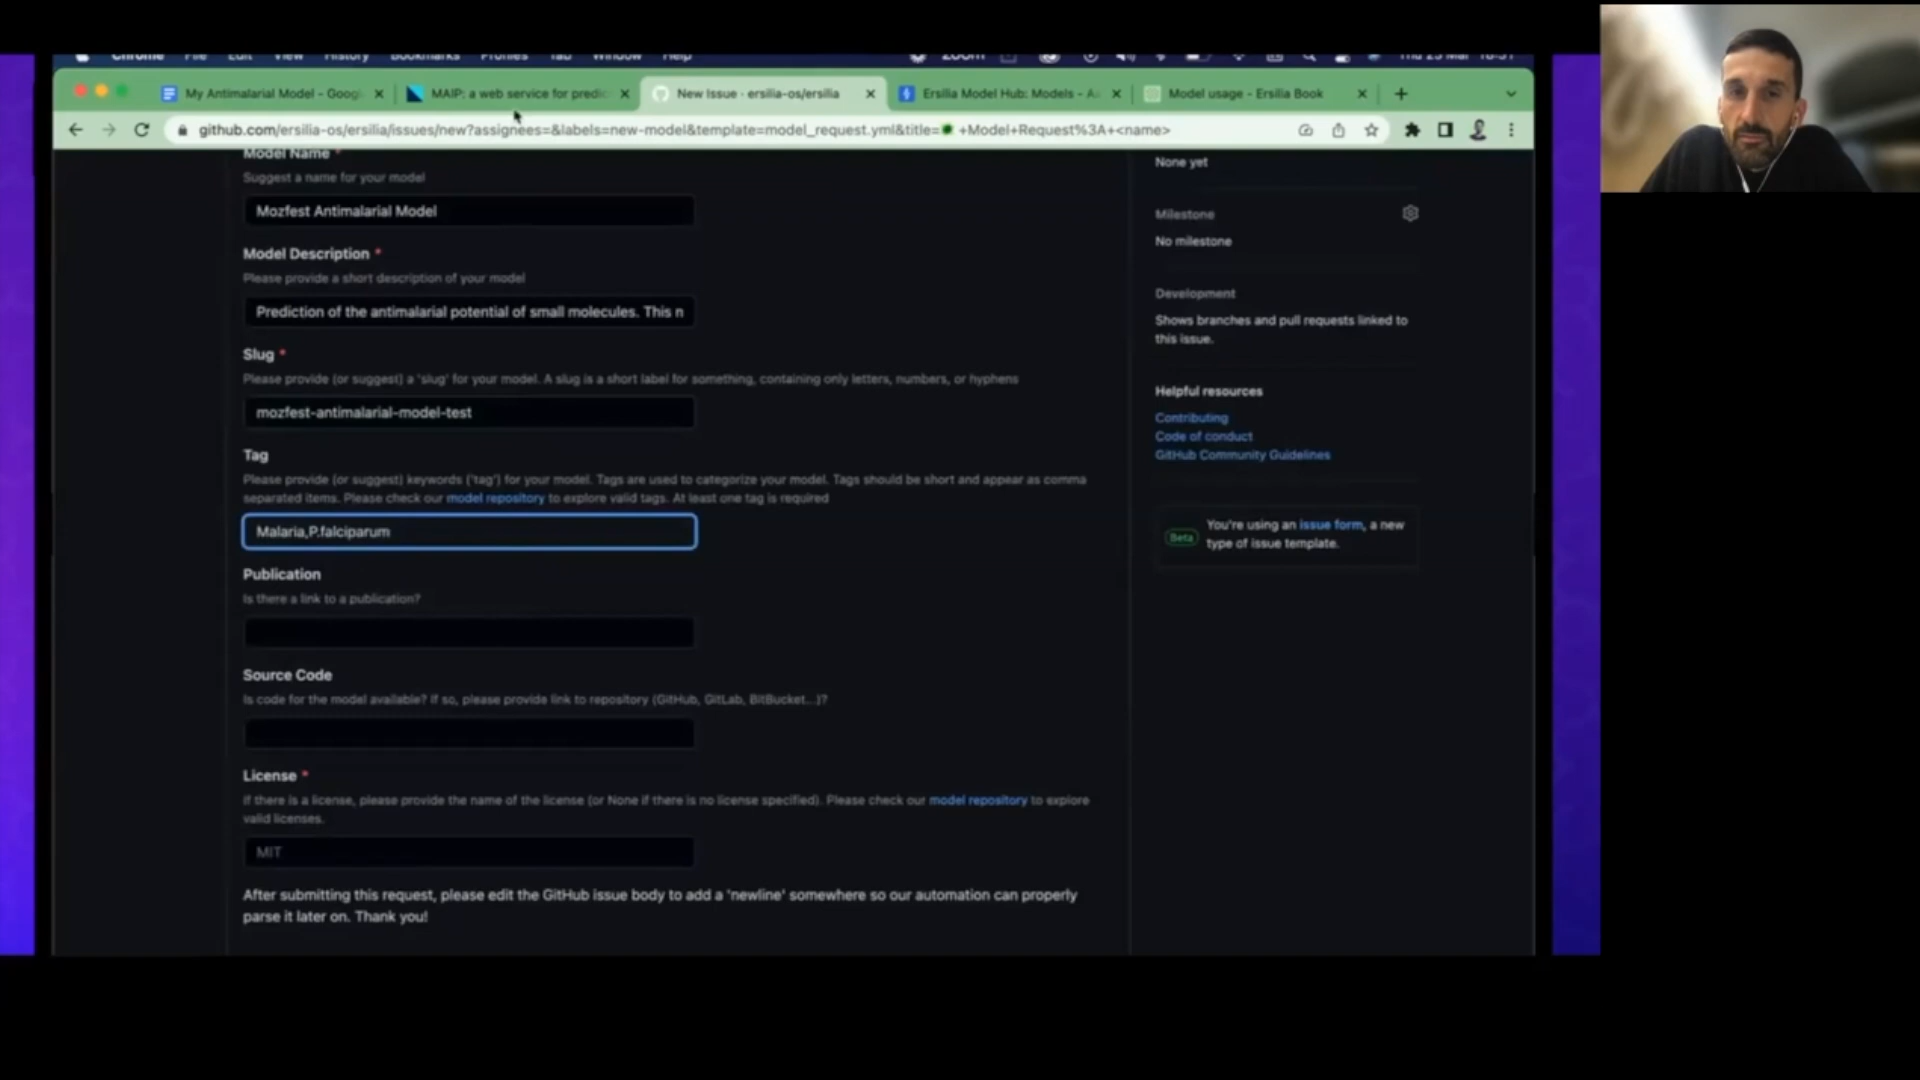 Chrome File Edit View History Bookmarks Profiles Tab Window Help zoom
My Antimalarial Model - Goog
MAIP: a web service for predic
New Issue · ersilia-os/ersilia
Ersilia Model Hub: Models - A
Model usage - Ersilia Book
github.com/ersilia-os/ersilia/issues/new?assignees=&labels=new-model&template=model_request.yml&title= +Model+Request%3A+<name>
Model Name *
Suggest a name for your model
Mozfest Antimalarial Model
Model Description *
Please provide a short description of your model
Prediction of the antimalarial potential of small molecules. This n
Slug *
Please provide (or suggest) a 'slug' for your model. A slug is a short label for something, containing only letters, numbers, or hyphens
mozfest-antimalarial-model-test
Tag
Please provide (or suggest) keywords ('tag') for your model. Tags are used to categorize your model. Tags should be short and appear as comma
separated items. Please check our model repository to explore valid tags. At least one tag is required
Malaria,P.falciparum
Publication
Is there a link to a publication?
Source Code
Is code for the model available? If so, please provide link to repository (GitHub, GitLab, BitBucket...)?
License *
If there is a license, please provide the name of the license (or None if there is no license specified). Please check our model repository to explore
valid licenses.
MIT
After submitting this request, please edit the GitHub issue body to add a 'newline' somewhere so our automation can properly
parse it later on. Thank you!
None yet
Milestone
No milestone
Development
Shows branches and pull requests linked to
this issue.
Helpful resources
Contributing
Code of conduct
GitHub Community Guidelines
Beta
You're using an issue form, a new
type of issue template.